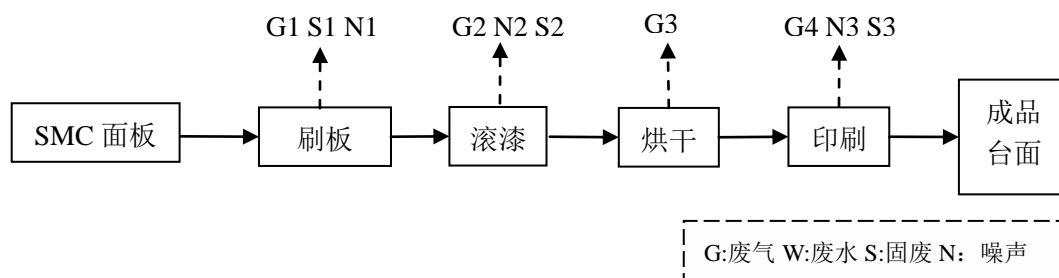 G1 S1 N1
G2 N2 S2
G3
G4 N3 S3
SMC 面板
刷板
滚漆
烘干
印刷
成品
台面
G:废气 W:废水 S:固废 N：噪声